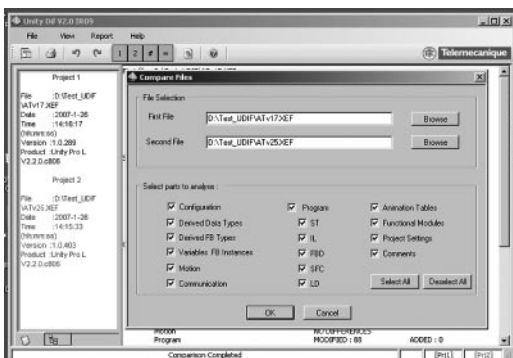 Unity Dif V2.0 IR09
File View Report Help
1 2 # =
Telemecanique
Project 1
File :D:\Test_UDIF
\ATv17.XEF
Date :2007-1-26
Time :14:16:17
(hh:mm:ss)
Version :1.0.289
Product :Unity Pro L
V2.2.0.c806
Project 2
File :D:\Test_UDIF
\ATv25.XEF
Date :2007-1-26
Time :14:15:33
(hh:mm:ss)
Version :1.0.403
Product :Unity Pro L
V2.2.0.c806
Compare Files
File Selection
First File D:\Test_UDIF\ATv17.XEF Browse
Second File D:\Test_UDIF\ATv25.XEF Browse
Select parts to analyse :
Configuration Program Animation Tables
Derived Data Types ST Functional Modules
Derived FB Types IL Project Settings
Variables FB Instances FBD Comments
Motion SFC
Communication LD Select All Deselect All
OK Cancel
Motion NO DIFFERENCES
Program MODIFIED : 88 ADDED : 0
Comparison Completed [Prj1] [Prj2]